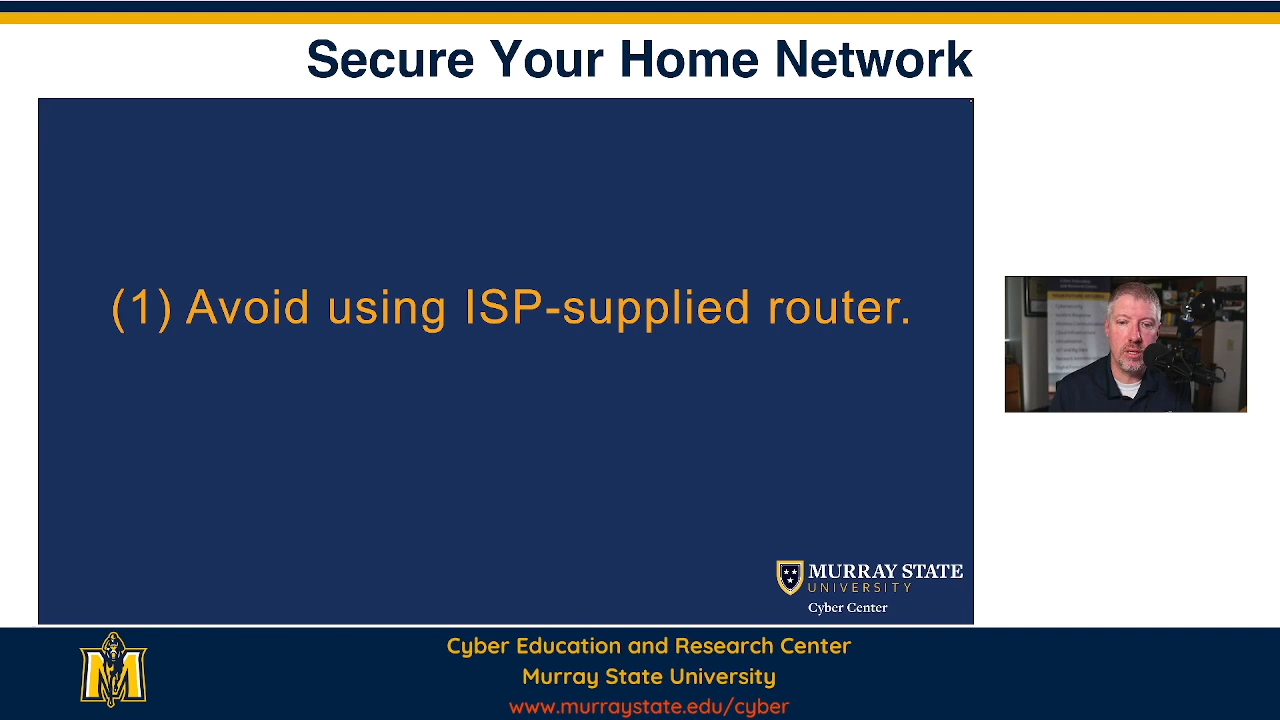 Secure Your Home Network
(1) Avoid using ISP-supplied router.
MURRAY STATE
UNIVERSITY
Cyber Center
Cyber Education and Research Center
Murray State University
www.murraystate.edu/cyber